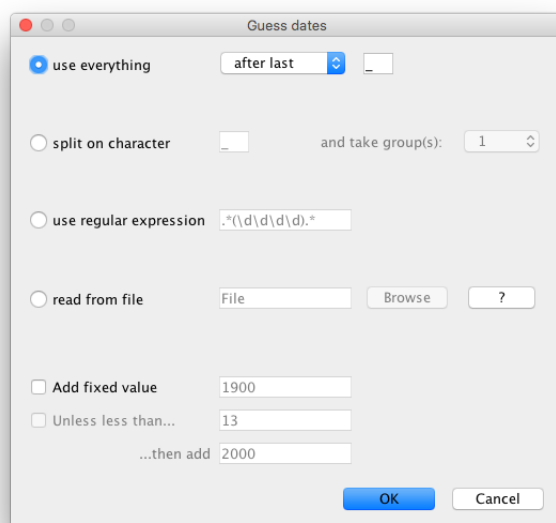 Guess dates
use everything after last _
split on character _ and take group(s): 1
use regular expression .*(\d\d\d\d).*
read from file File Browse ?
Add fixed value 1900
Unless less than... 13
...then add 2000
OK Cancel